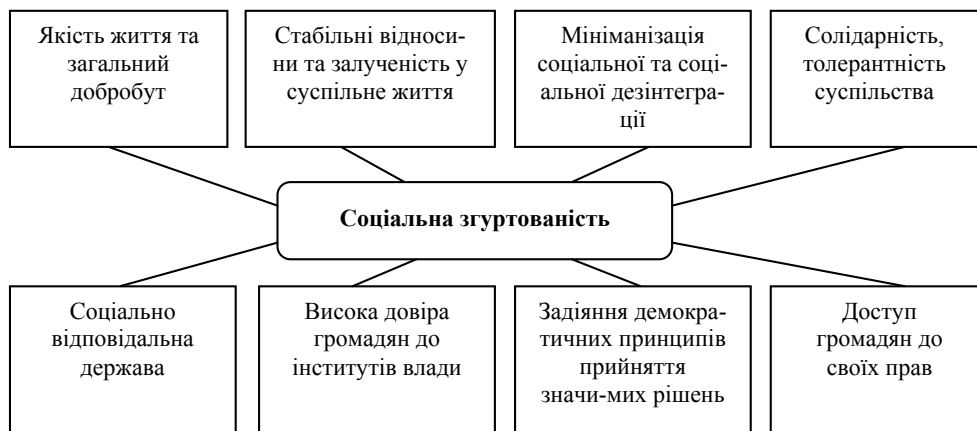 Якість життя та
загальний
добробут
Стабільні відноси-
ни та залученість у
суспільне життя
Мініманізація
соціальної та соці-
альної дезінтегра-
ції
Солідарність,
толерантність
суспільства
Соціальна згуртованість
Соціально
відповідальна
держава
Висока довіра
громадян до
інститутів влади
Задіяння демокра-
тичних принципів
прийняття
значи-мих рішень
Доступ
громадян до
своїх прав